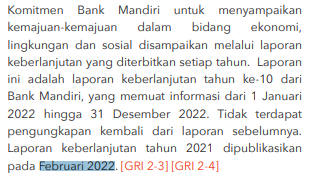 Komitmen Bank Mandiri untuk menyampaikan
kemajuan-kemajuan dalam bidang ekonomi,
lingkungan dan sosial disampaikan melalui laporan
keberlanjutan yang diterbitkan setiap tahun. Laporan
ini adalah laporan keberlanjutan tahun ke-10 dari
Bank Mandiri, yang memuat informasi dari 1 Januari
2022 hingga 31 Desember 2022. Tidak terdapat
pengungkapan kembali dari laporan sebelumnya.
Laporan keberlanjutan tahun 2021 dipublikasikan
pada Februari 2022. [GRI 2-3] [GRI 2-4]